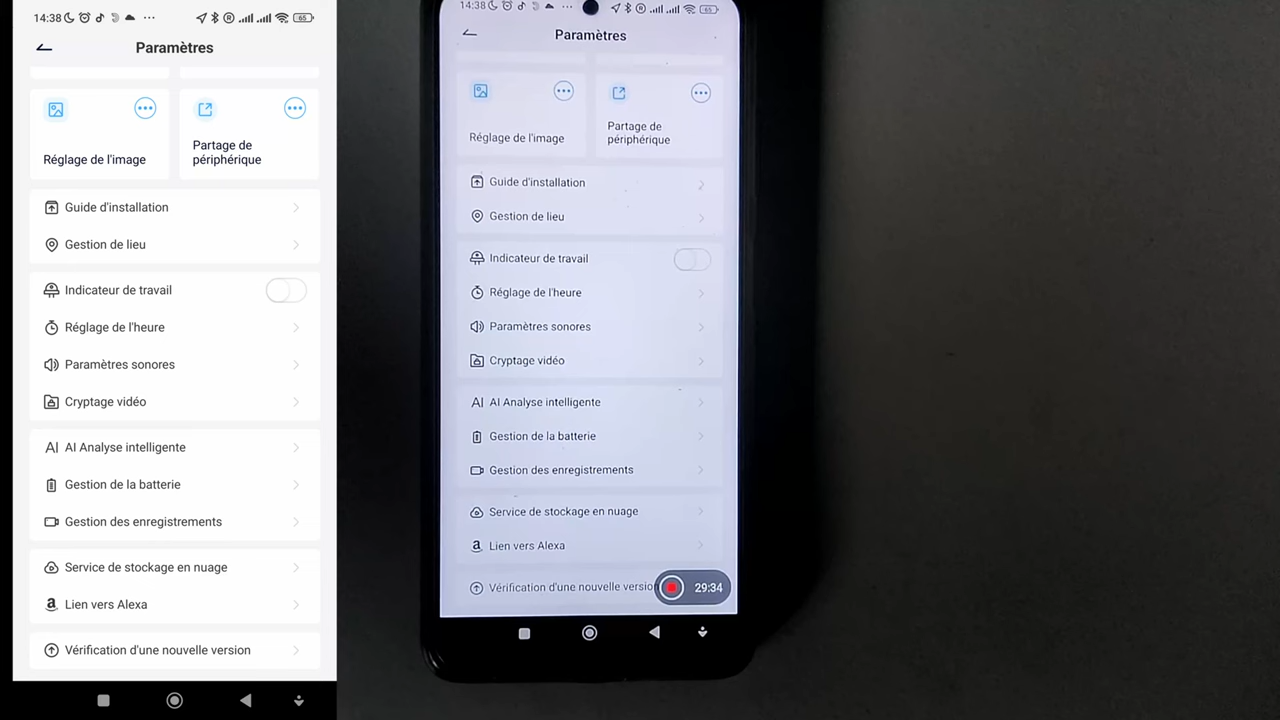 14:38
65
Paramètres
Réglage de l'image
Partage de
périphérique
Guide d'installation
Gestion de lieu
Indicateur de travail
Réglage de l'heure
Paramètres sonores
Cryptage vidéo
AI Analyse intelligente
Gestion de la batterie
Gestion des enregistrements
Service de stockage en nuage
a Lien vers Alexa
Vérification d'une nouvelle version
14:38
65
Paramètres
Réglage de l'image
Partage de
périphérique
Guide d'installation
Gestion de lieu
Indicateur de travail
Réglage de l'heure
Paramètres sonores
Cryptage vidéo
AI Analyse intelligente
Gestion de la batterie
Gestion des enregistrements
Service de stockage en nuage
a Lien vers Alexa
Vérification d'une nouvelle versio
29:34